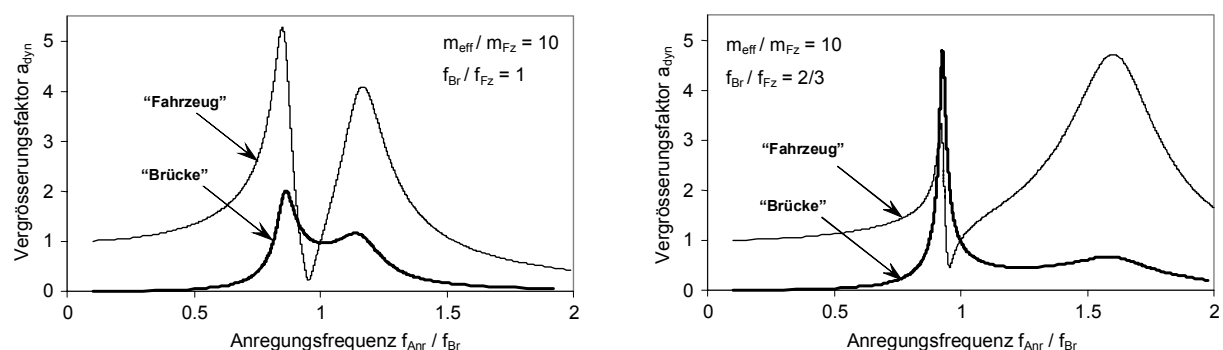 Vergrösserungsfaktor a_dyn
5
4
3
2
1
0
m_eff / m_Fz = 10
f_Br / f_Fz = 1
"Fahrzeug"
"Brücke"
0
0.5
1
1.5
2
Anregungsfrequenz f_Anr / f_Br
Vergrösserungsfaktor a_dyn
5
4
3
2
1
0
m_eff / m_Fz = 10
f_Br / f_Fz = 2/3
"Fahrzeug"
"Brücke"
0
0.5
1
1.5
2
Anregungsfrequenz f_Anr / f_Br